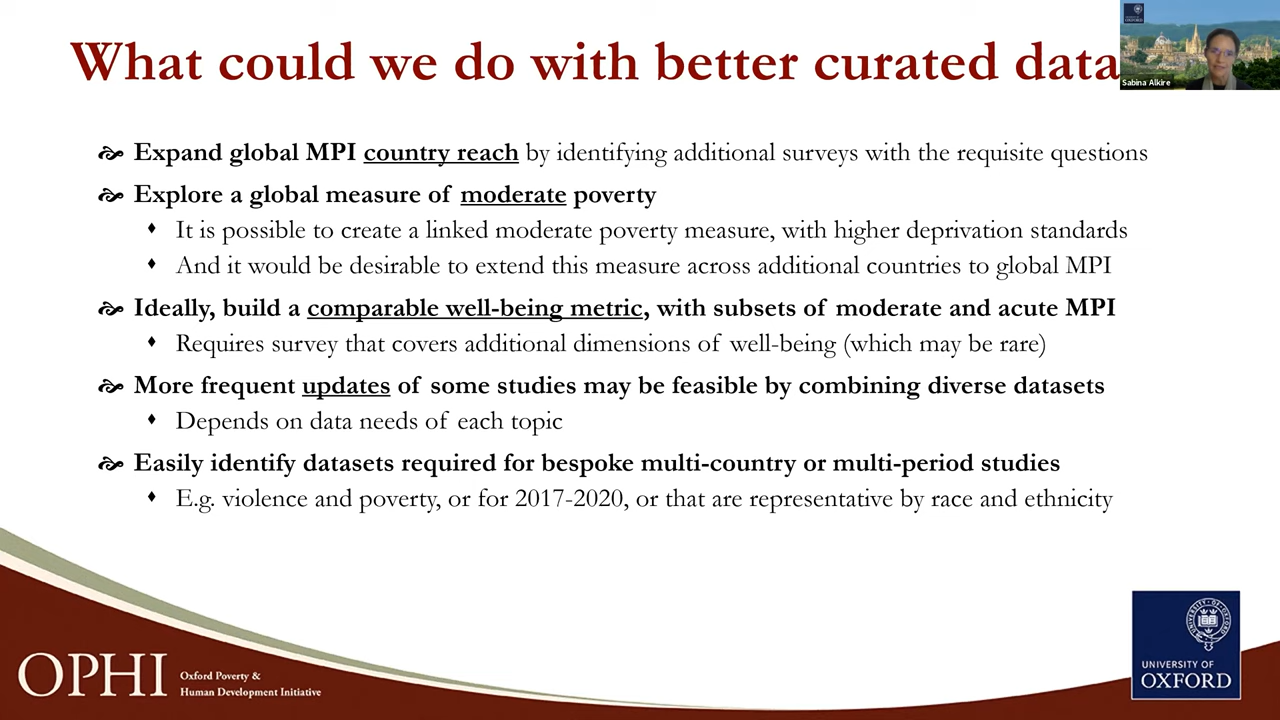 What could we do with better curated data
UNIVERSITY OF
OXFORD
Sabina Alkire
Expand global MPI country reach by identifying additional surveys with the requisite questions
Explore a global measure of moderate poverty
It is possible to create a linked moderate poverty measure, with higher deprivation standards
And it would be desirable to extend this measure across additional countries to global MPI
Ideally, build a comparable well-being metric, with subsets of moderate and acute MPI
Requires survey that covers additional dimensions of well-being (which may be rare)
More frequent updates of some studies may be feasible by combining diverse datasets
Depends on data needs of each topic
Easily identify datasets required for bespoke multi-country or multi-period studies
E.g. violence and poverty, or for 2017-2020, or that are representative by race and ethnicity
OPHI
Oxford Poverty &
Human Development Initiative
UNIVERSITY OF
OXFORD